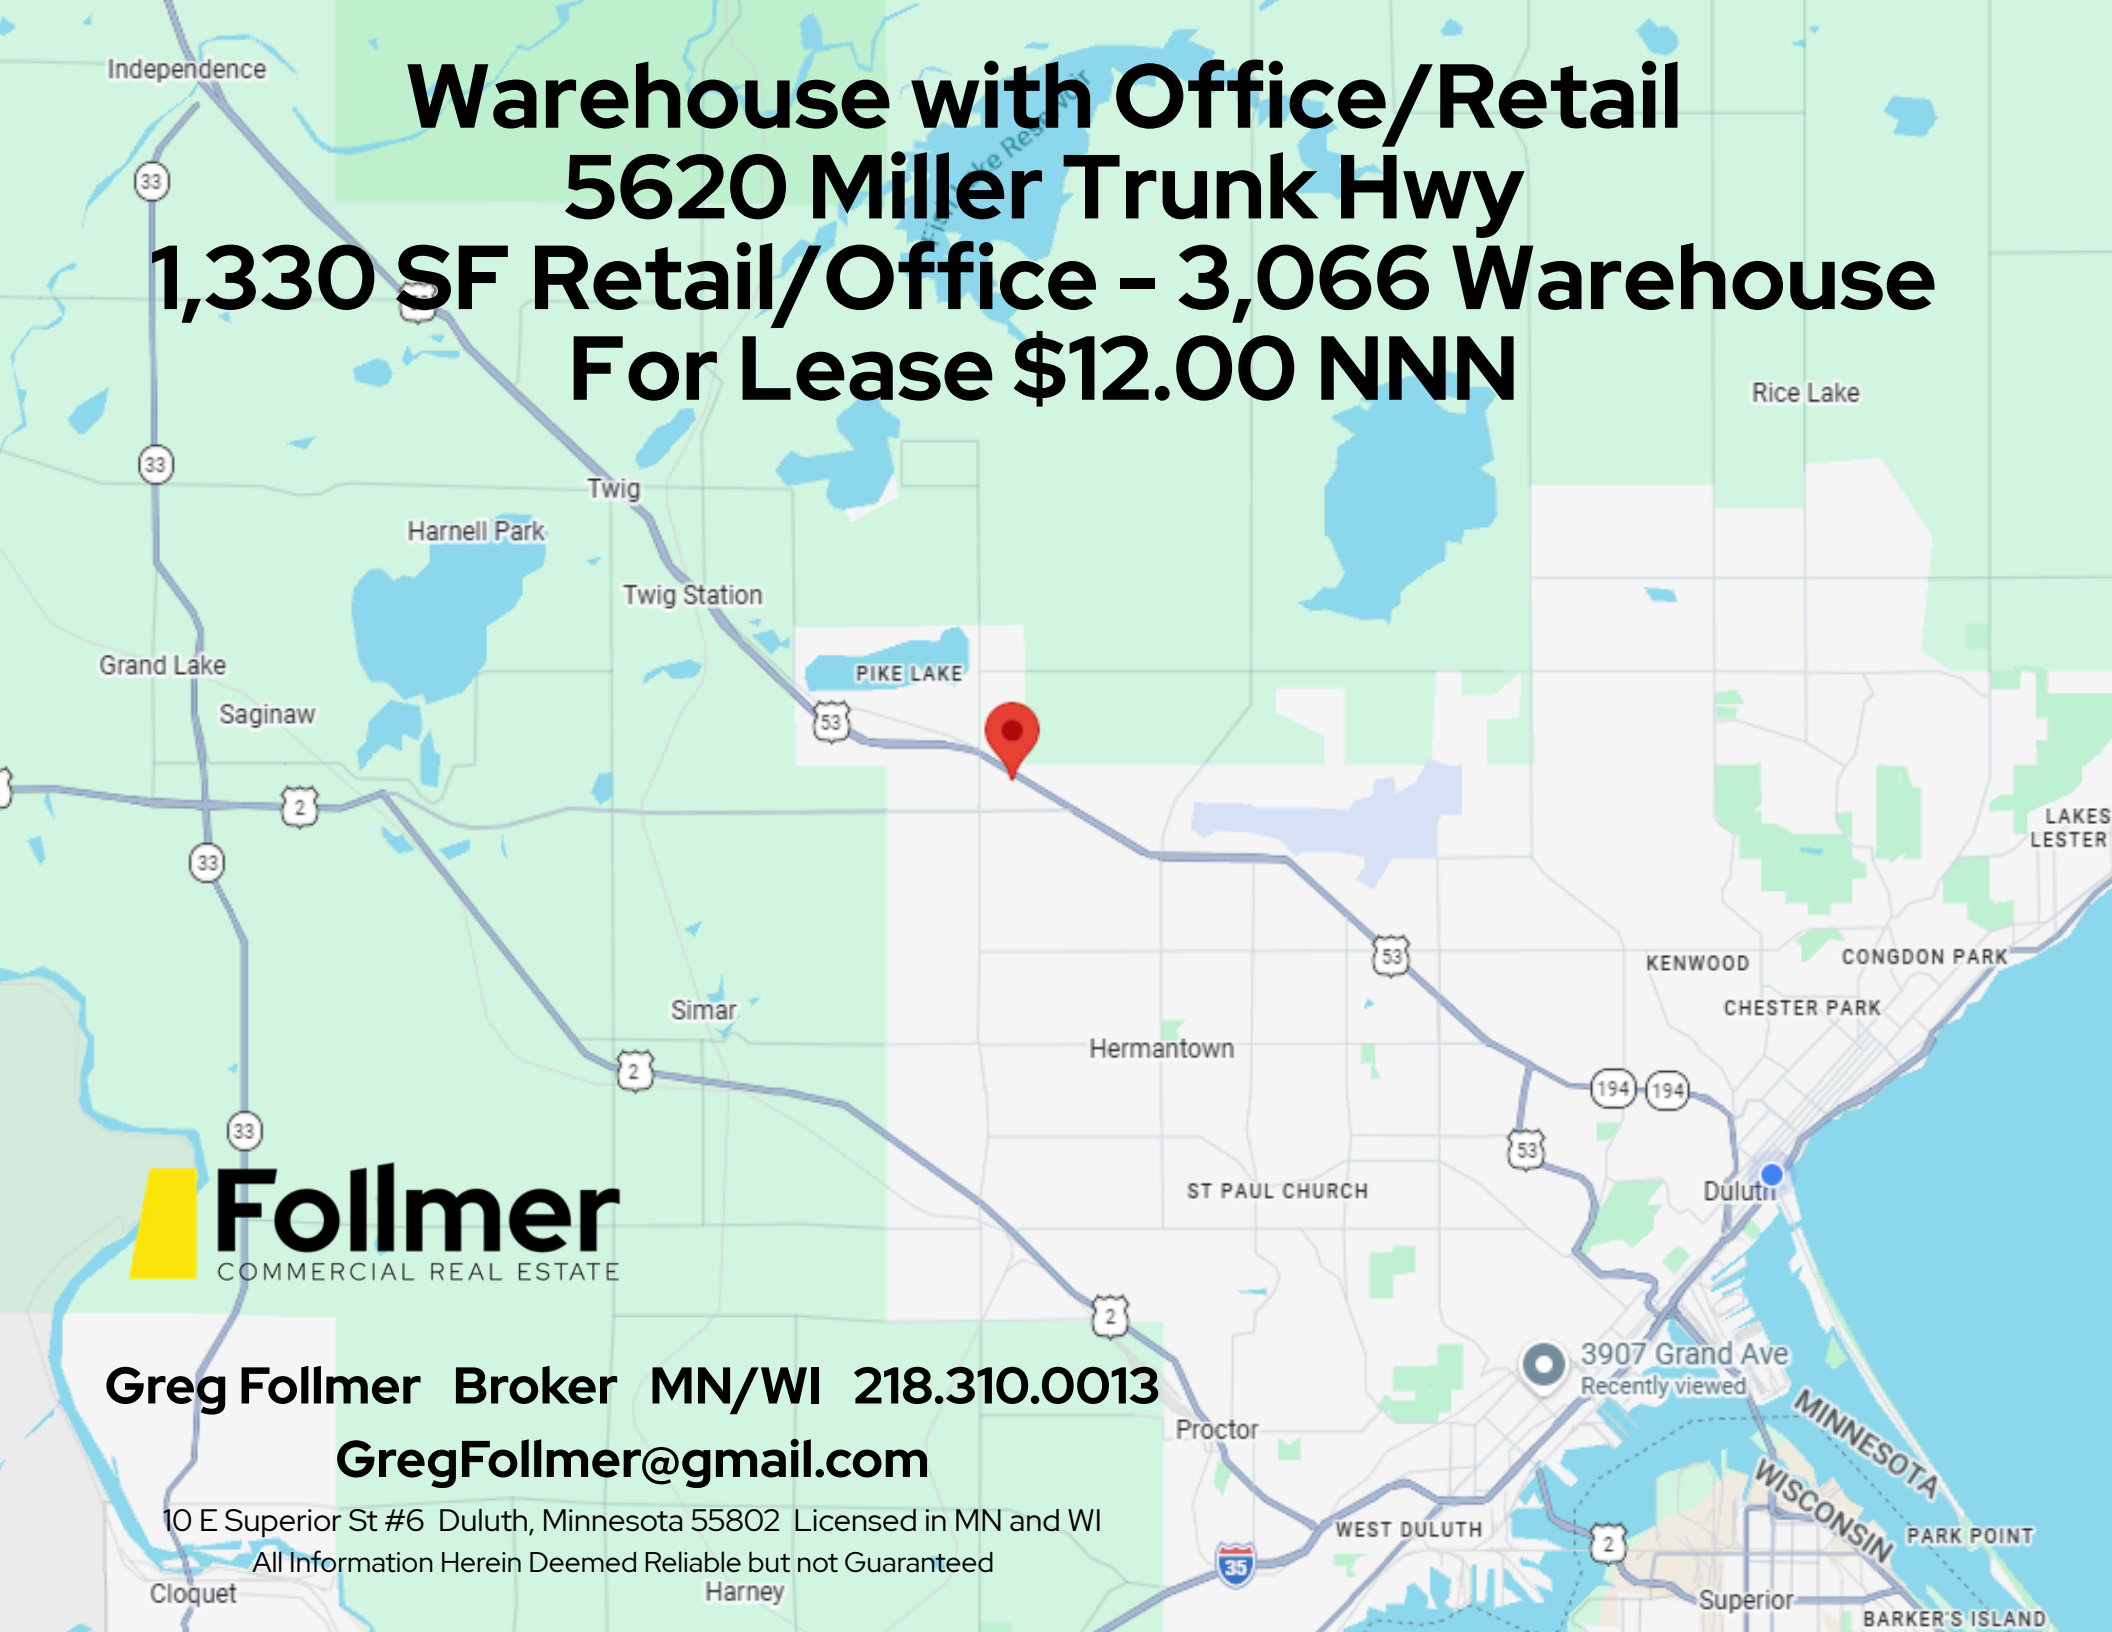 Warehouse with Office/Retail
5620 Miller Trunk Hwy
1,330 SF Retail/Office – 3,066 Warehouse
For Lease $12.00 NNN
Independence
33
Rice Lake
33
Twig
Harnell Park
Twig Station
Grand Lake
PIKE LAKE
Saginaw
53
2
33
LAKES
LESTER
53
KENWOOD
CONGDON PARK
CHESTER PARK
Simar
Hermantown
2
194
194
33
53
ST PAUL CHURCH
Duluth
Follmer
COMMERCIAL REAL ESTATE
2
3907 Grand Ave
Recently viewed
Greg Follmer Broker MN/WI 218.310.0013
GregFollmer@gmail.com
Proctor
MINNESOTA
WISCONSIN
10 E Superior St #6 Duluth, Minnesota 55802 Licensed in MN and WI
All Information Herein Deemed Reliable but not Guaranteed
WEST DULUTH
PARK POINT
2
35
Cloquet
Harney
Superior
BARKER'S ISLAND